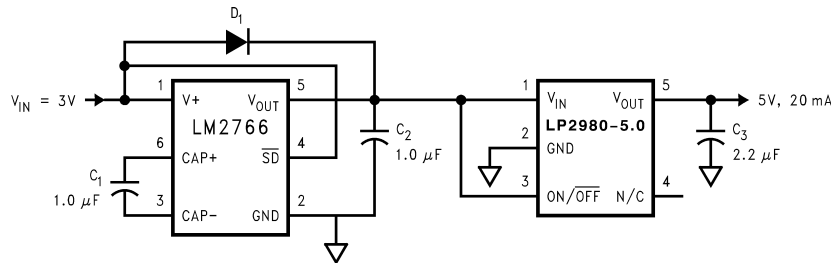 D1
VIN = 3V
1
V+
VOUT
5
LM2766
6
CAP+
SD
4
C1
1.0 μF
3
CAP-
GND
2
C2
1.0 μF
1
VIN
VOUT
5
LP2980-5.0
2
GND
3
ON/OFF
N/C
4
5V, 20 mA
C3
2.2 μF